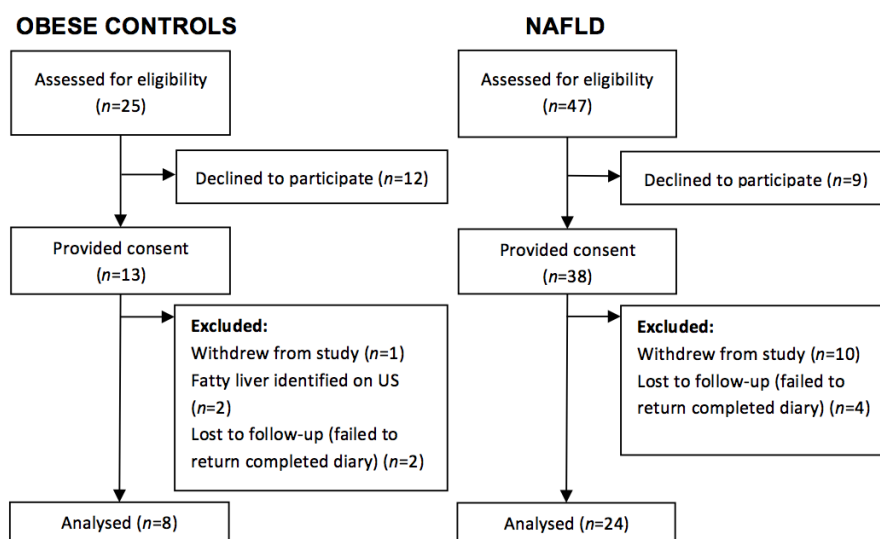 OBESE CONTROLS
Assessed for eligibility
(n=25)
Declined to participate (n=12)
Provided consent
(n=13)
Excluded:
Withdrew from study (n=1)
Fatty liver identified on US
(n=2)
Lost to follow-up (failed to
return completed diary) (n=2)
Analysed (n=8)
NAFLD
Assessed for eligibility
(n=47)
Declined to participate (n=9)
Provided consent
(n=38)
Excluded:
Withdrew from study (n=10)
Lost to follow-up (failed to
return completed diary) (n=4)
Analysed (n=24)